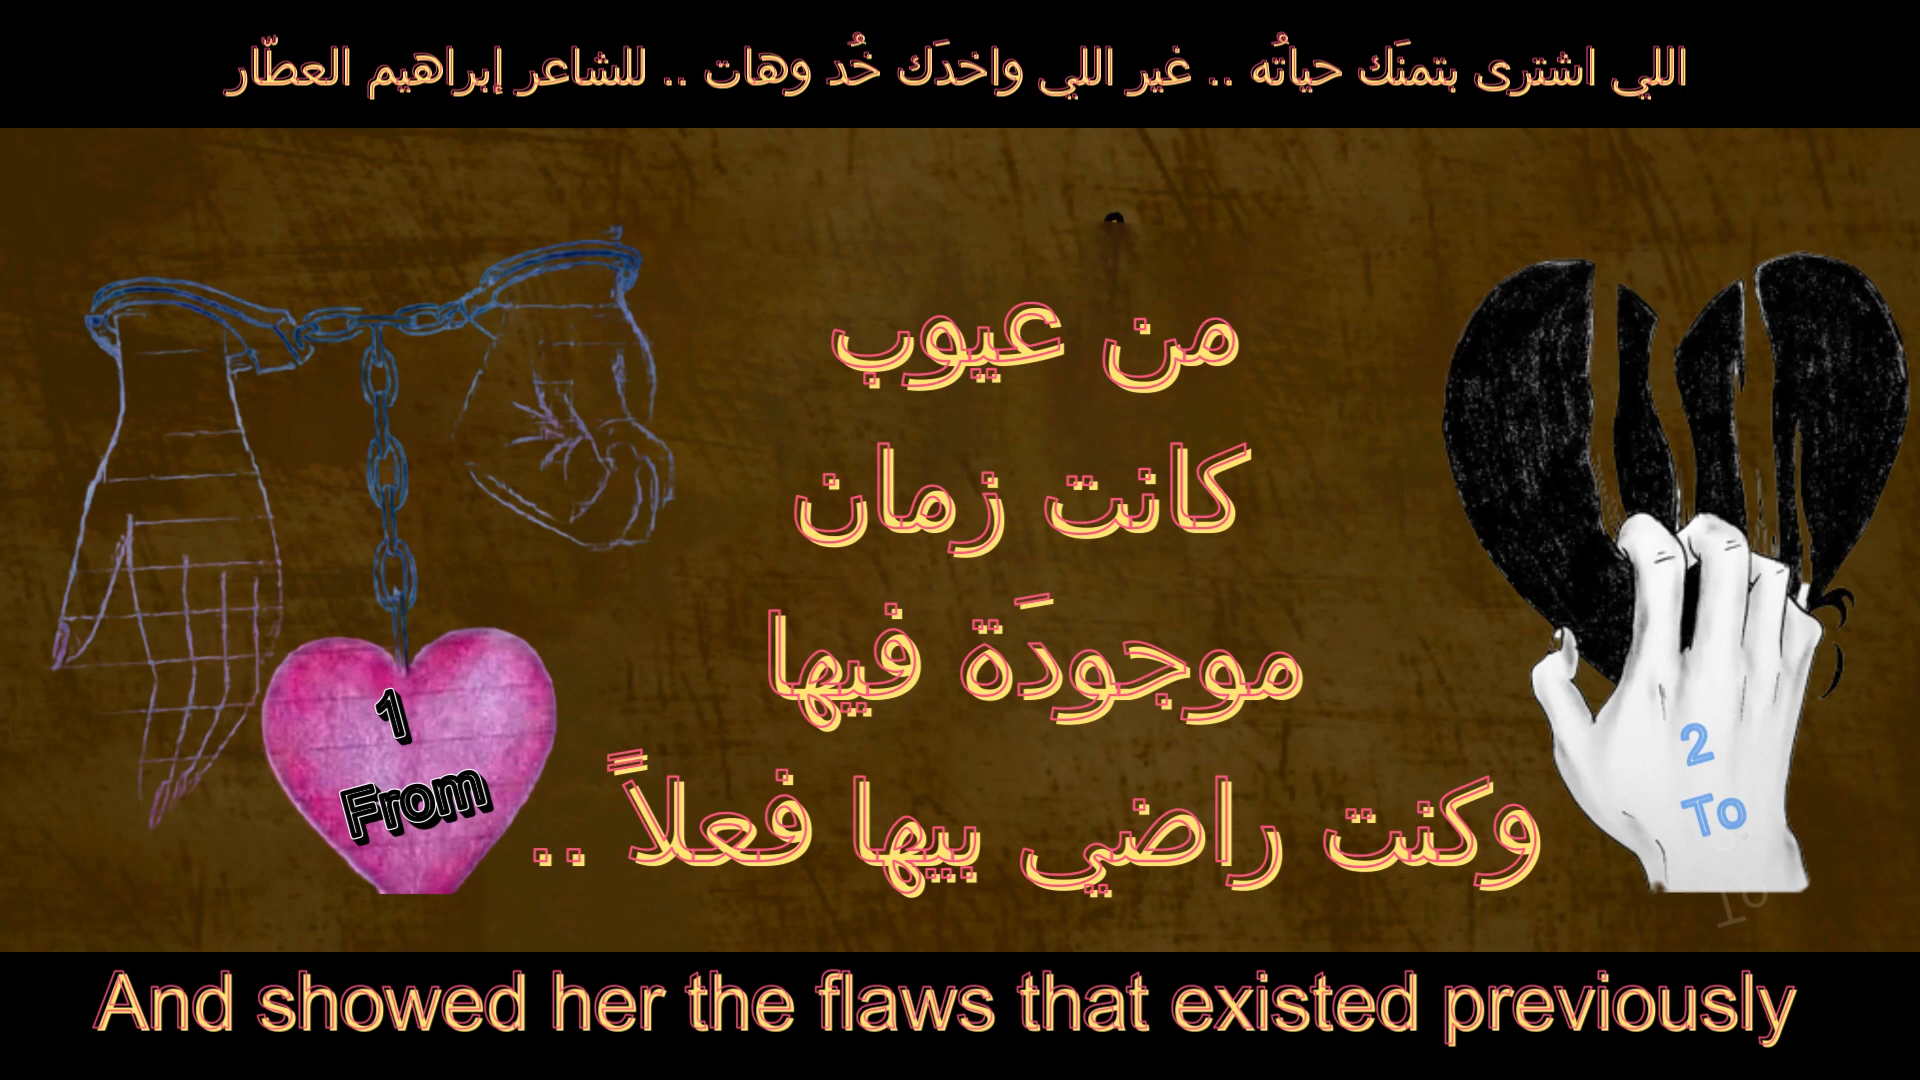 اللي اشترى بتمنَك حياتُه .. غير اللي واخدَك خُد وهات .. للشاعر إبراهيم العطّار
من عيوب
كانت زمان
موجودَة فيها
وكنت راضي بيها فعلاً ..
1
From
2
To
And showed her the flaws that existed previously